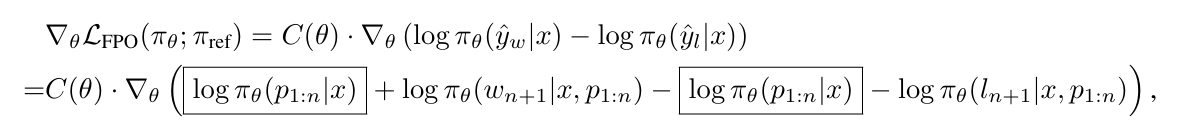 ∇θℒFPO(πθ; πref) = C(θ) · ∇θ (log πθ(ŷw|x) − log πθ(ŷl|x))
=C(θ) · ∇θ (log πθ(p1:n|x) + log πθ(wn+1|x, p1:n) − log πθ(p1:n|x) − log πθ(ln+1|x, p1:n)),